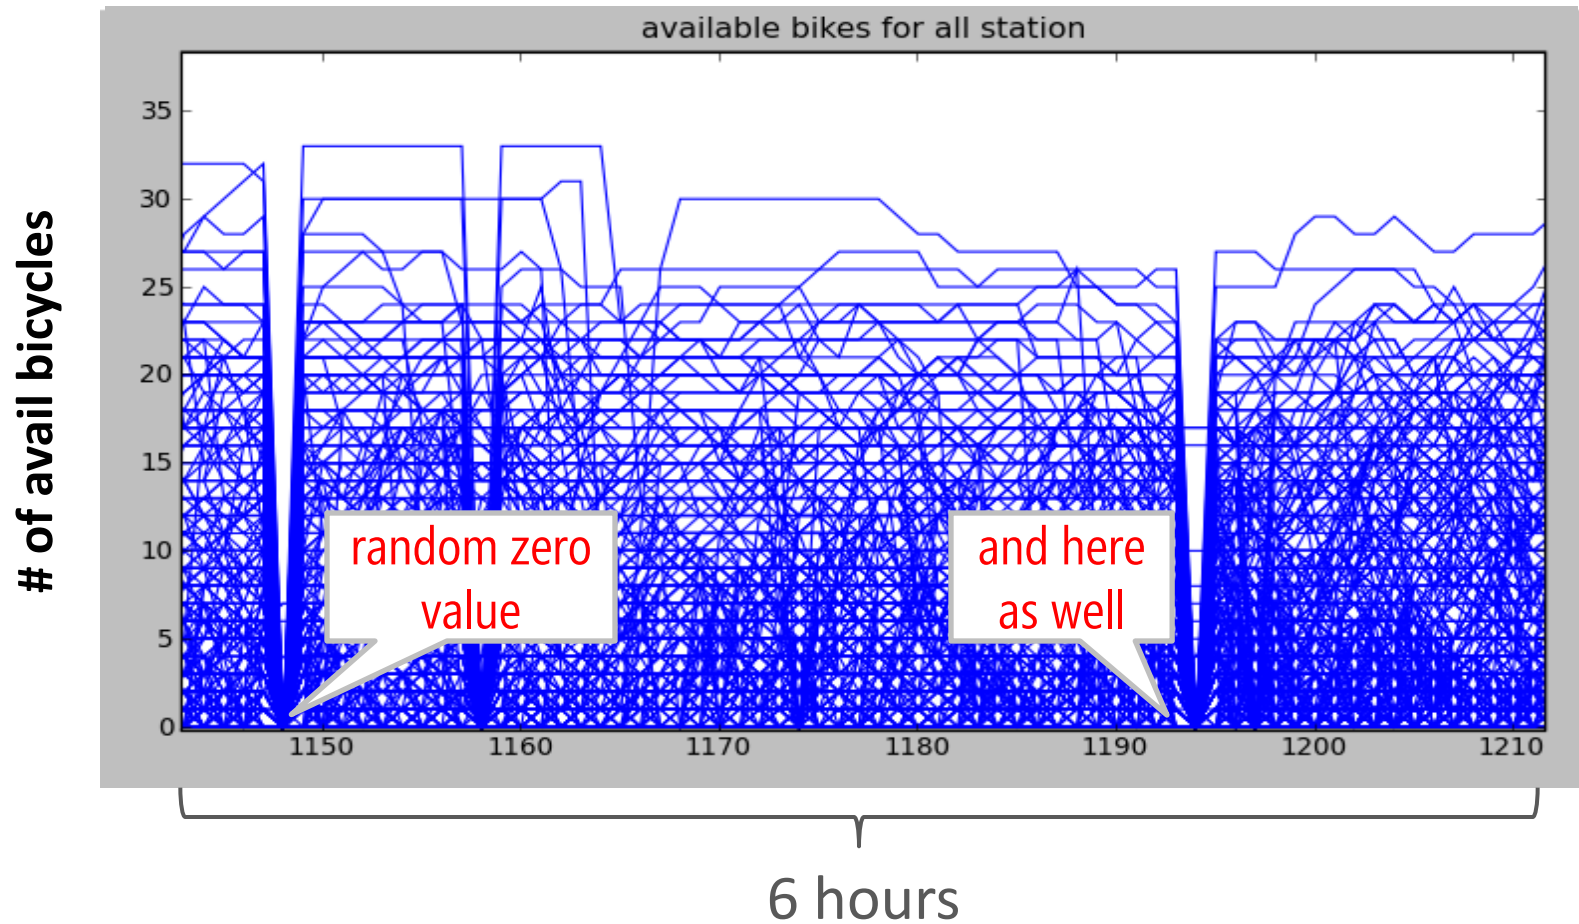 available bikes for all station
# of avail bicycles
35
30
25
20
15
10
5
0
random zero
value
and here
as well
1150 1160 1170 1180 1190 1200 1210
6 hours